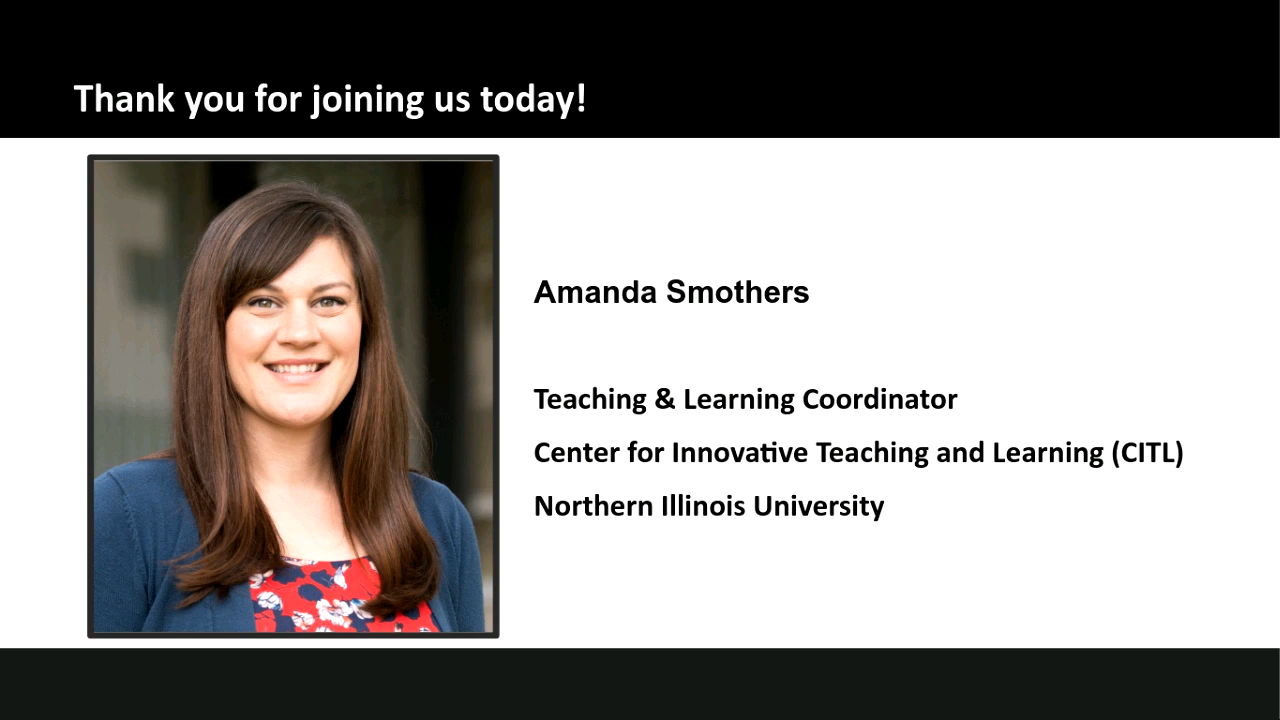 Thank you for joining us today!
Amanda Smothers
Teaching & Learning Coordinator
Center for Innovative Teaching and Learning (CITL)
Northern Illinois University